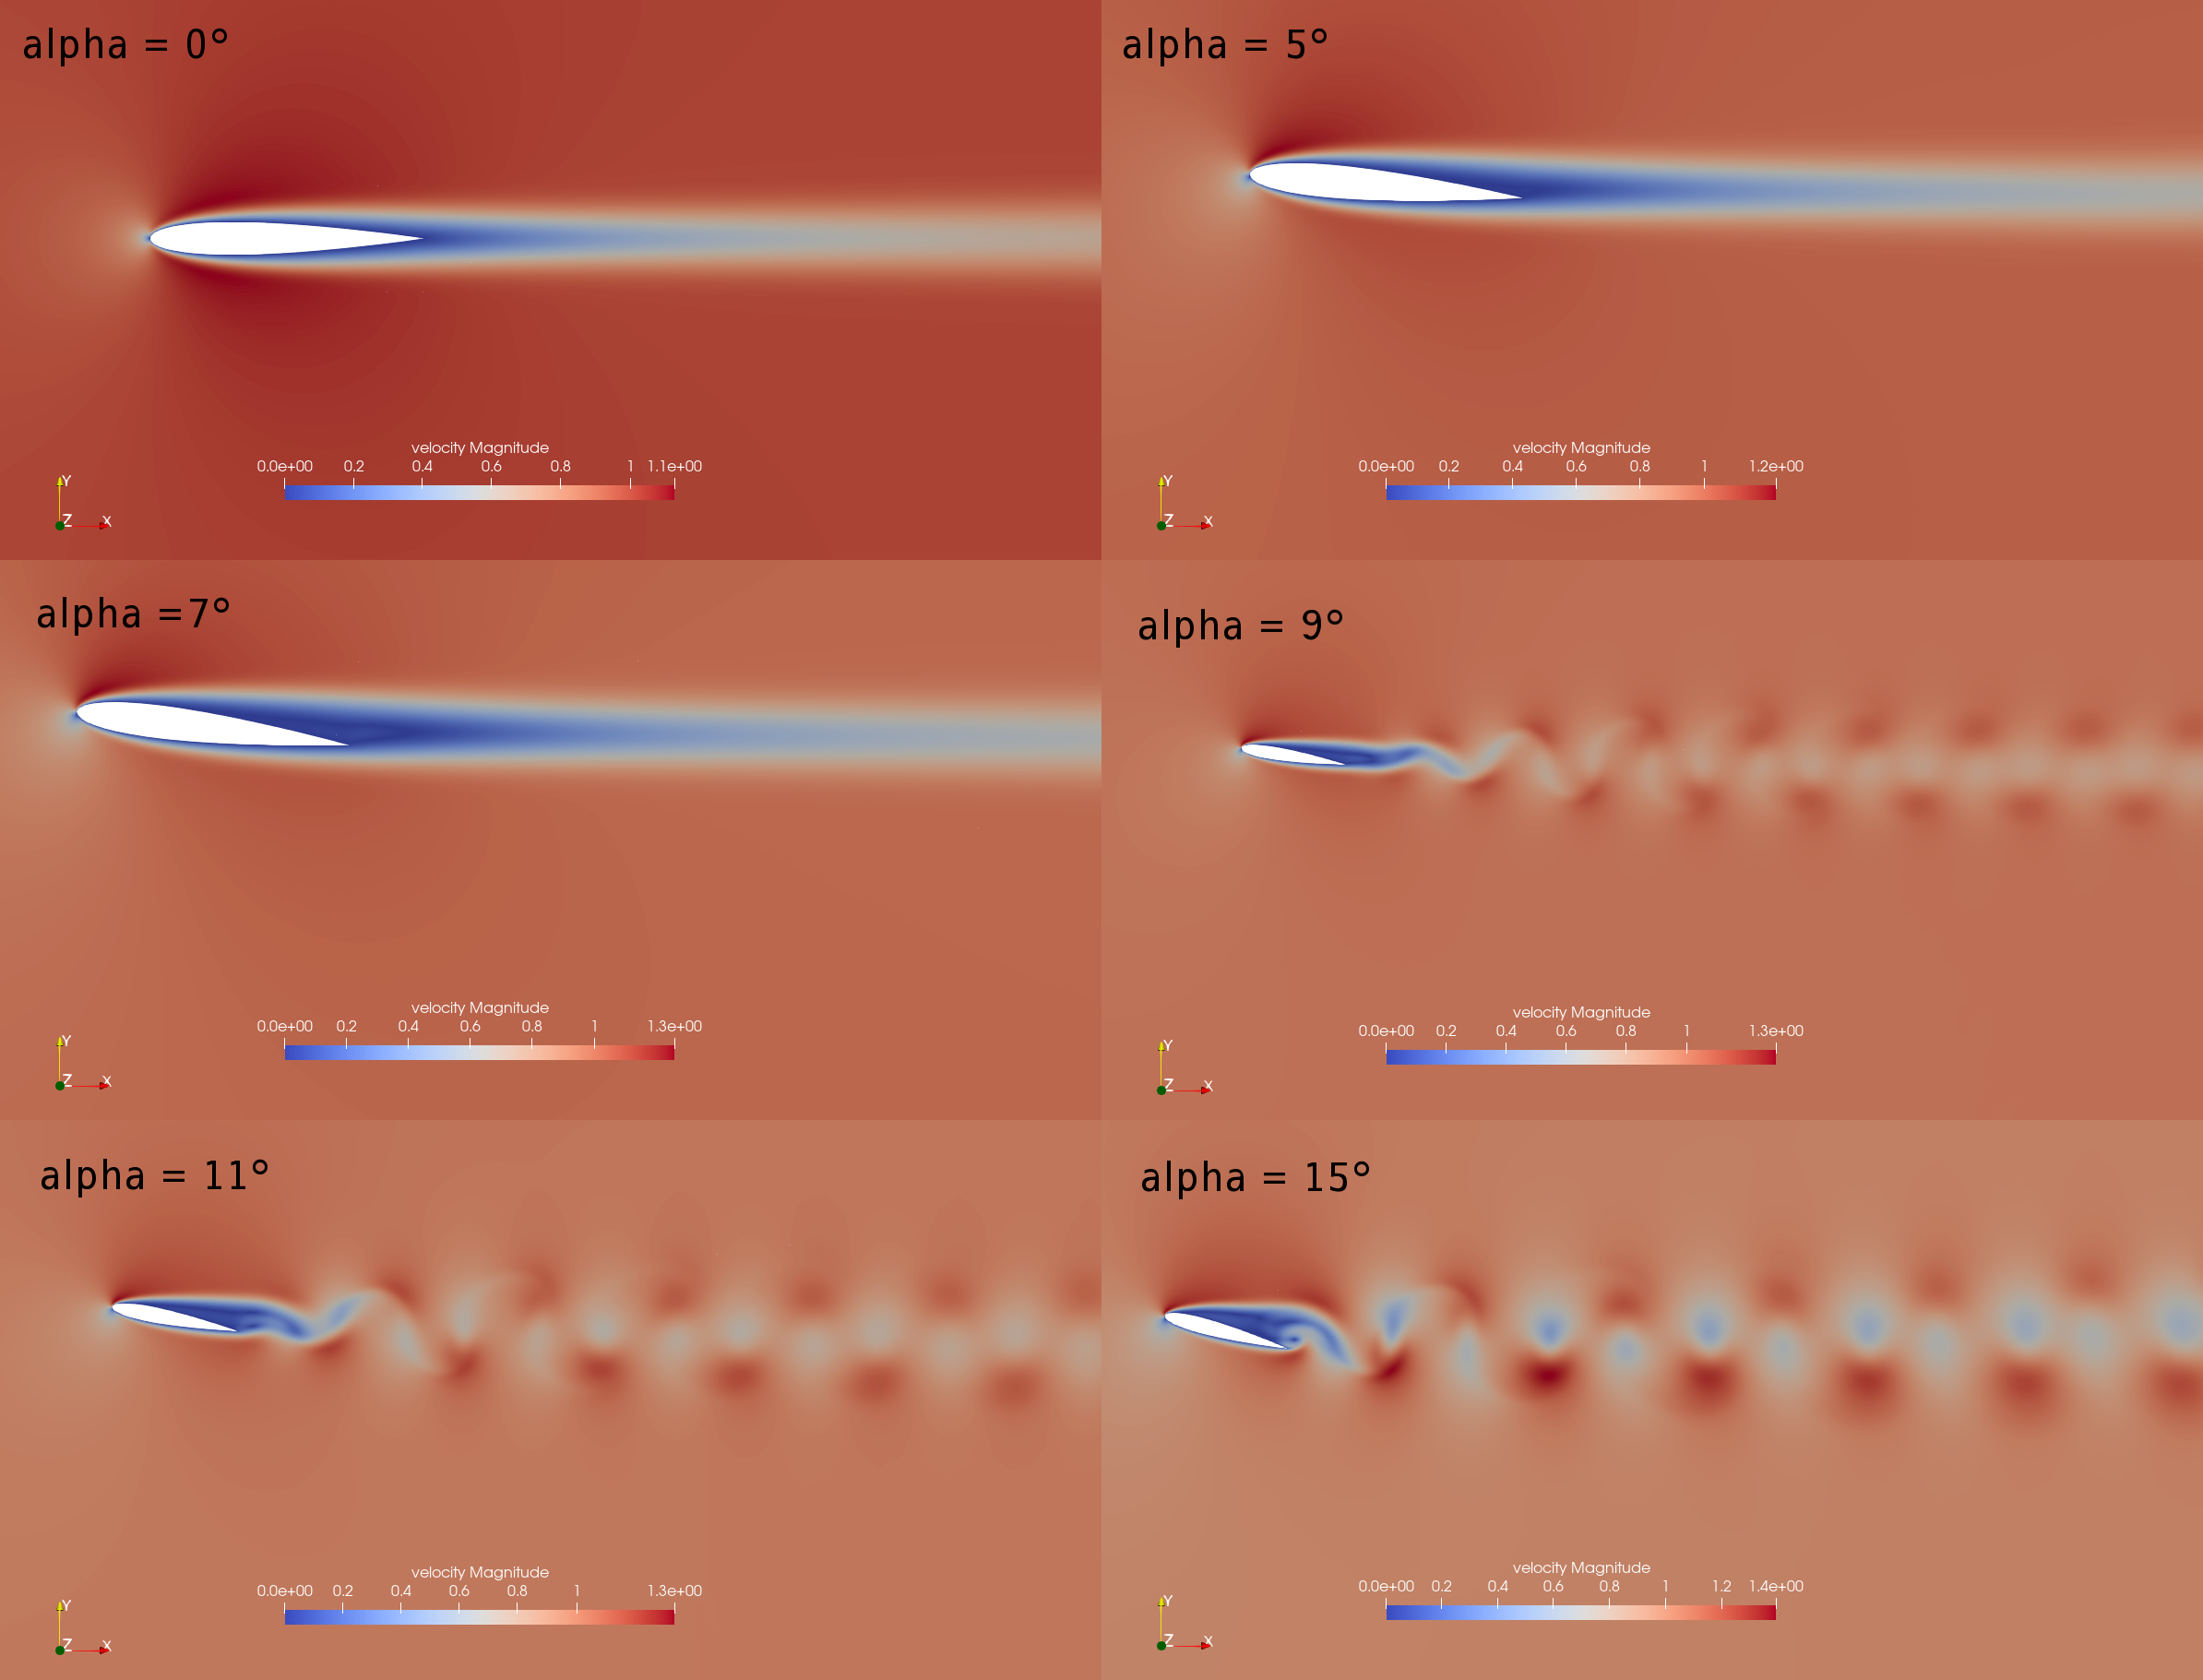 alpha = 0°
velocity Magnitude
0.0e+00 0.2 0.4 0.6 0.8 1 1.1e+00
Y
Z X
alpha = 5°
velocity Magnitude
0.0e+00 0.2 0.4 0.6 0.8 1 1.2e+00
Y
Z X
alpha =7°
velocity Magnitude
0.0e+00 0.2 0.4 0.6 0.8 1 1.3e+00
Y
Z X
alpha = 9°
velocity Magnitude
0.0e+00 0.2 0.4 0.6 0.8 1 1.3e+00
Y
Z X
alpha = 11°
velocity Magnitude
0.0e+00 0.2 0.4 0.6 0.8 1 1.3e+00
Y
Z X
alpha = 15°
velocity Magnitude
0.0e+00 0.2 0.4 0.6 0.8 1 1.2 1.4e+00
Y
Z X